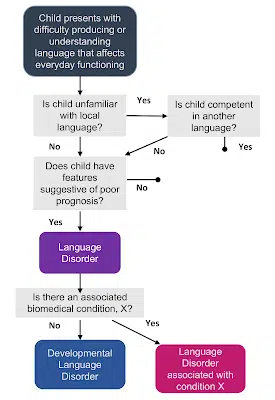 Child presents with
difficulty producing or
understanding
language that affects
everyday functioning
Is child unfamiliar
with local
language?
Yes
Is child competent
in another
language?
No
No
Yes
Does child have
features
suggestive of poor
prognosis?
No
Yes
Language
Disorder
Is there an associated
biomedical condition, X?
No
Yes
Developmental
Language
Disorder
Language
Disorder
associated with
condition X